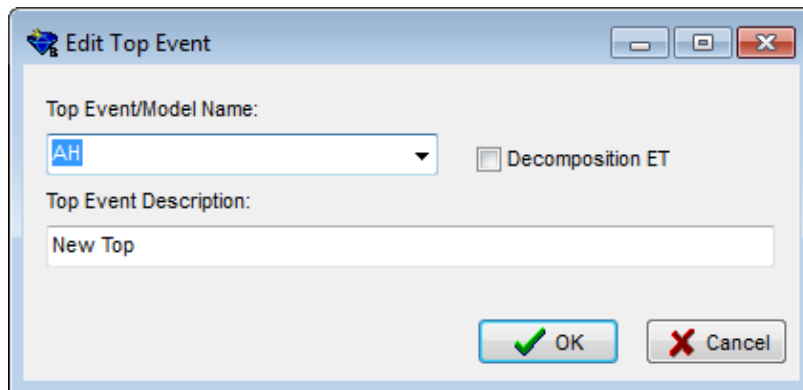 Edit Top Event
Top Event/Model Name:
AH
Decomposition ET
Top Event Description:
New Top
OK
Cancel